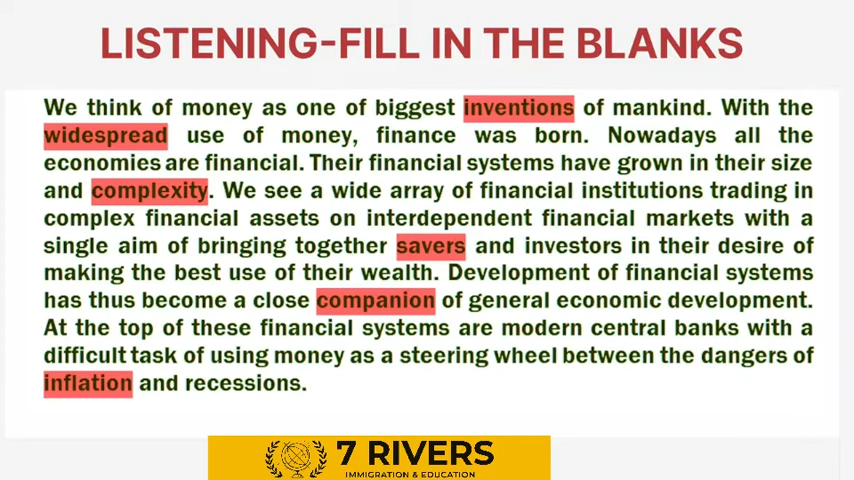 LISTENING-FILL IN THE BLANKS
We think of money as one of biggest inventions of mankind. With the
widespread use of money, finance was born. Nowadays all the
economies are financial. Their financial systems have grown in their size
and complexity. We see a wide array of financial institutions trading in
complex financial assets on interdependent financial markets with a
single aim of bringing together savers and investors in their desire of
making the best use of their wealth. Development of financial systems
has thus become a close companion of general economic development.
At the top of these financial systems are modern central banks with a
difficult task of using money as a steering wheel between the dangers of
inflation and recessions.
7 RIVERS
IMMIGRATION & EDUCATION